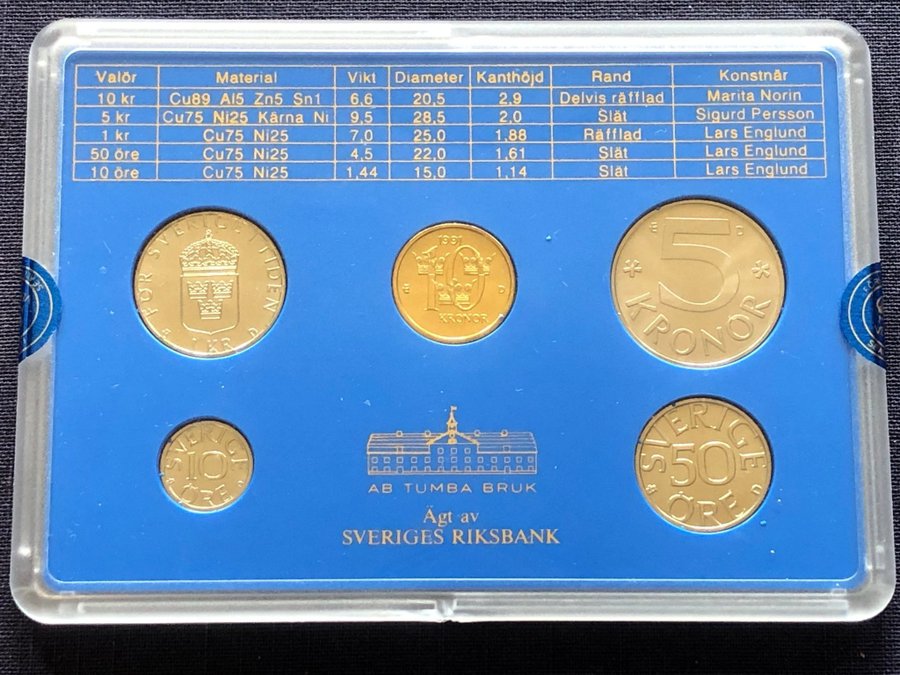 Valör Material Vikt Diameter Kanthöjd Rand Konstnär
10 kr Cu89 Al5 Zn5 Sn1 6,6 20,5 2,9 Delvis räfflad Marita Norin
5 kr Cu75 Ni25 Kärna Ni 9,5 28,5 2,0 Slät Sigurd Persson
1 kr Cu75 Ni25 7,0 25,0 1,88 Räfflad Lars Englund
50 öre Cu75 Ni25 4,5 22,0 1,61 Slät Lars Englund
10 öre Cu75 Ni25 1,44 15,0 1,14 Slät Lars Englund
FÖR SVERIGE I TIDEN
D
1 KR
1991
10
D
KRONOR
D
5
KRONOR
SVERIGE
10
ÖRE
D
SVERIGE
50
ÖRE
D
AB TUMBA BRUK
Ägt av
SVERIGES RIKSBANK